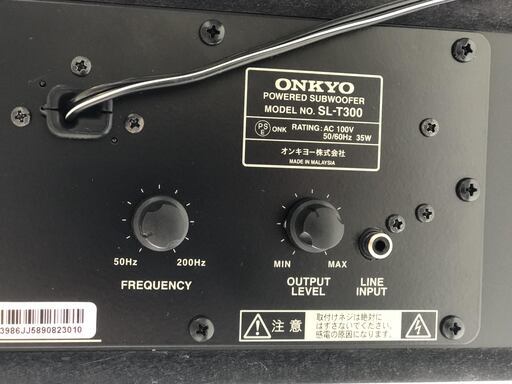 ONKYO
POWERED SUBWOOFER
MODEL NO. SL-T300
PS E ONK RATING: AC 100V
50/60Hz 35W
オンキヨー株式会社
MADE IN MALAYSIA
50Hz 200Hz
FREQUENCY
MIN MAX
OUTPUT LEVEL
LINE INPUT
3986JJ5890823010
注意
取付けネジは絶対に
はずさないでください。
感電の原因になります。